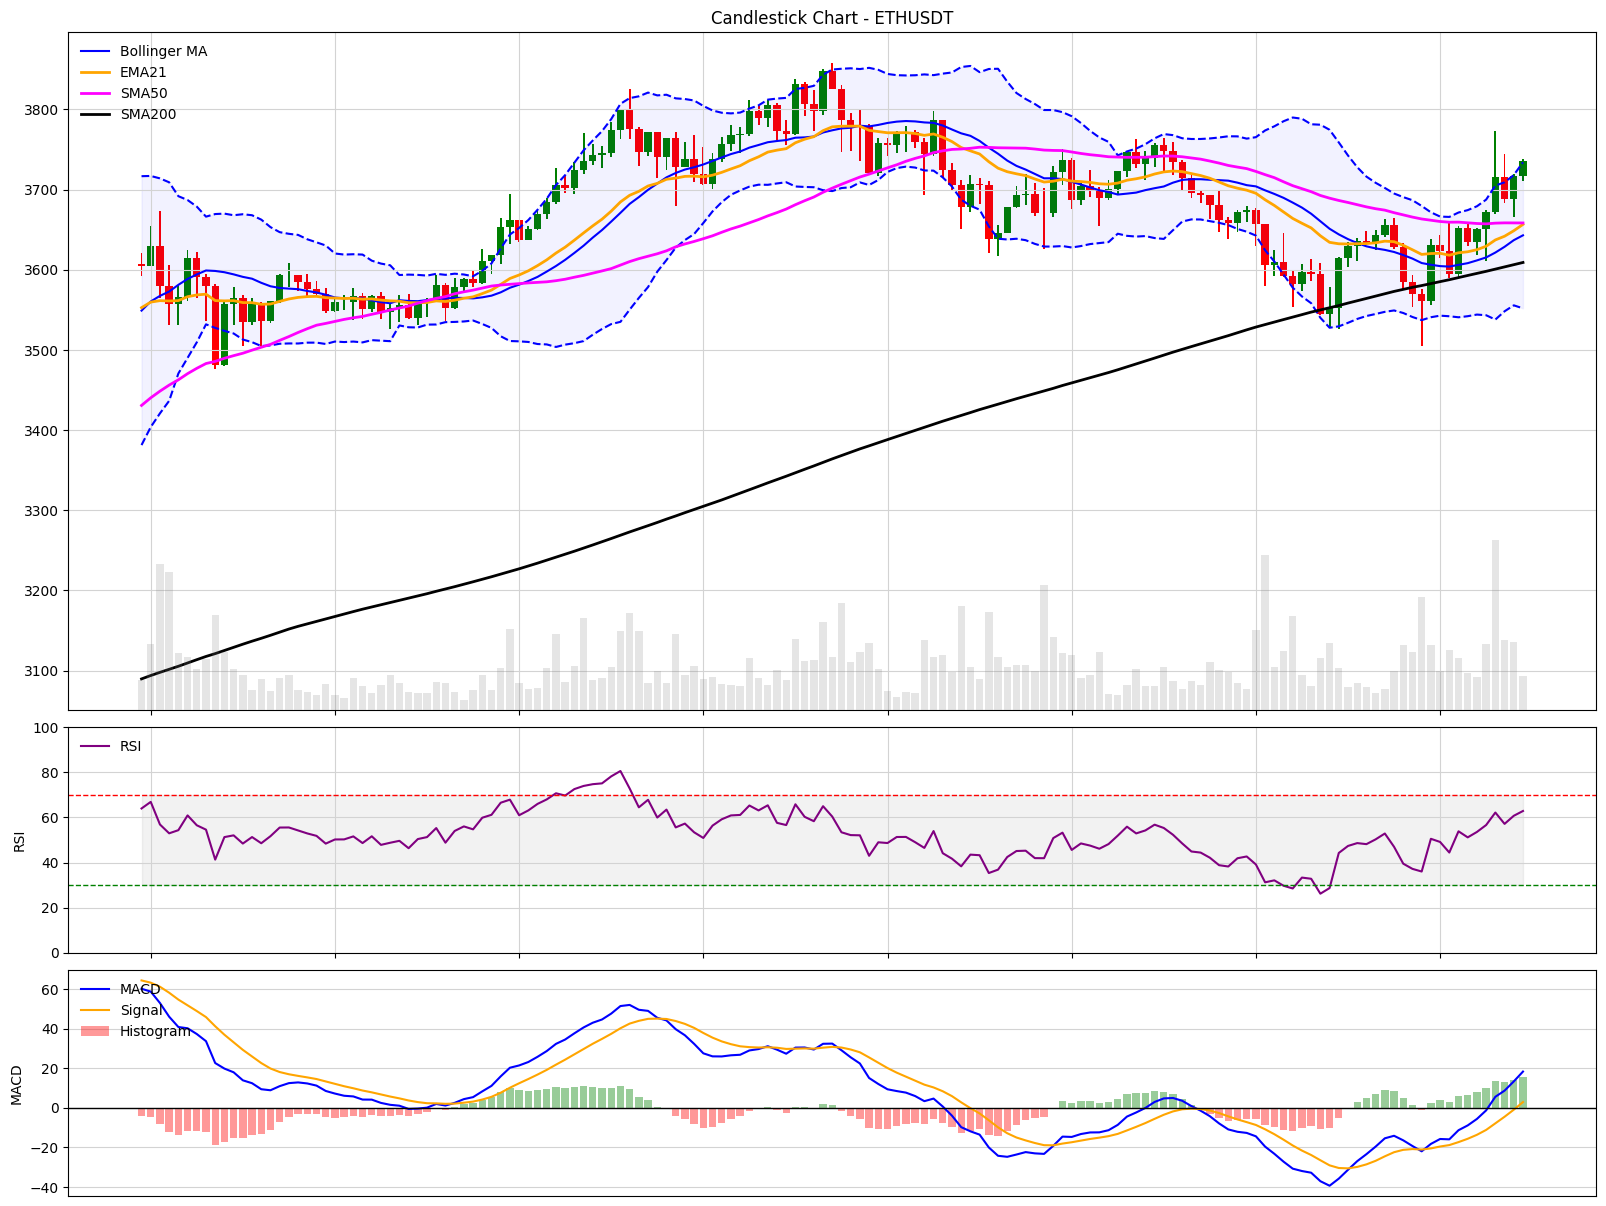 Candlestick Chart - ETHUSDT
Bollinger MA
EMA21
SMA50
SMA200
3800
3700
3600
3500
3400
3300
3200
3100
RSI
100
80
60
40
20
0
RSI
MACD
Signal
Histogram
60
40
20
0
−20
−40
MACD